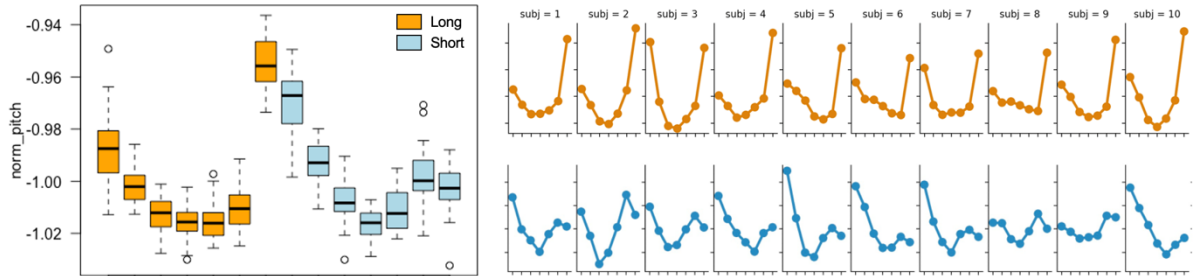 norm_pitch
-0.94
-0.96
-0.98
-1.00
-1.02
Long
Short
subj = 1
subj = 2
subj = 3
subj = 4
subj = 5
subj = 6
subj = 7
subj = 8
subj = 9
subj = 10